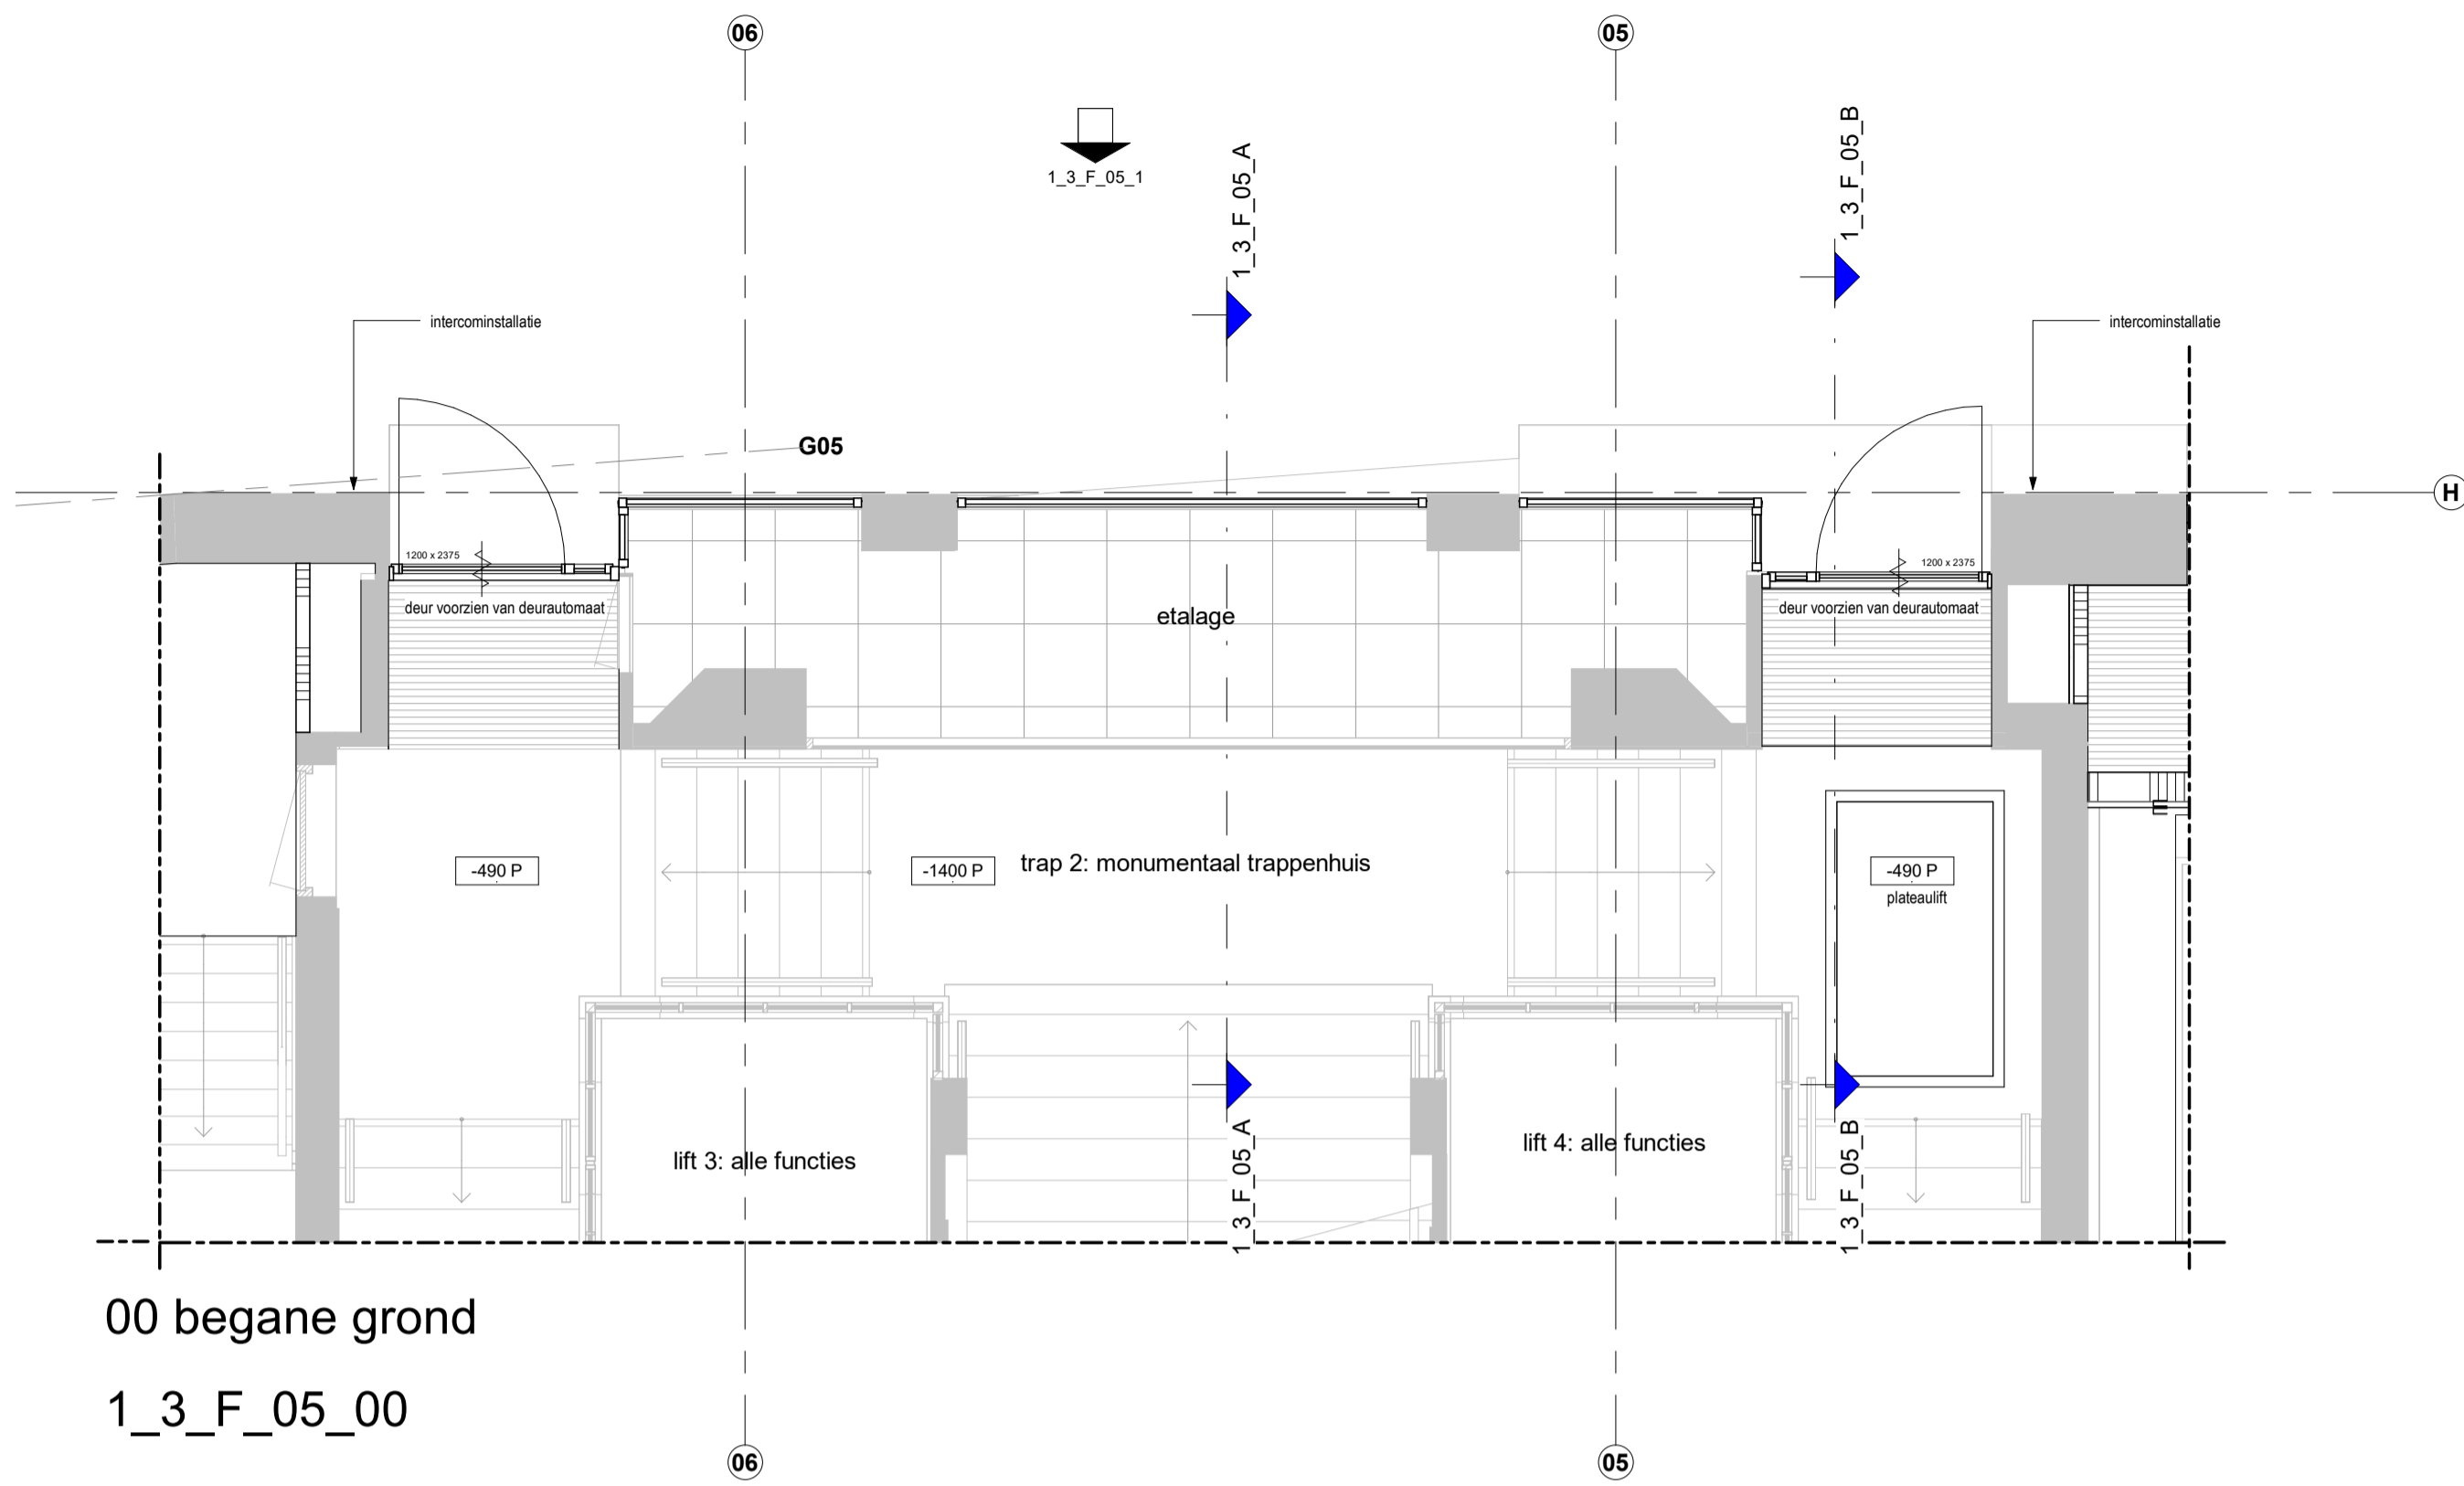 06
05
1_3_F_05_1
1_3_F_05_A
1_3_F_05_B
intercominstallatie
intercominstallatie
G05
H
1200 x 2375
1200 x 2375
deur voorzien van deurautomaat
deur voorzien van deurautomaat
etalage
-490 P
-1400 P
trap 2: monumentaal trappenhuis
-490 P
plateaulift
lift 3: alle functies
lift 4: alle functies
1_3_F_05_A
1_3_F_05_B
00 begane grond
1_3_F_05_00
06
05